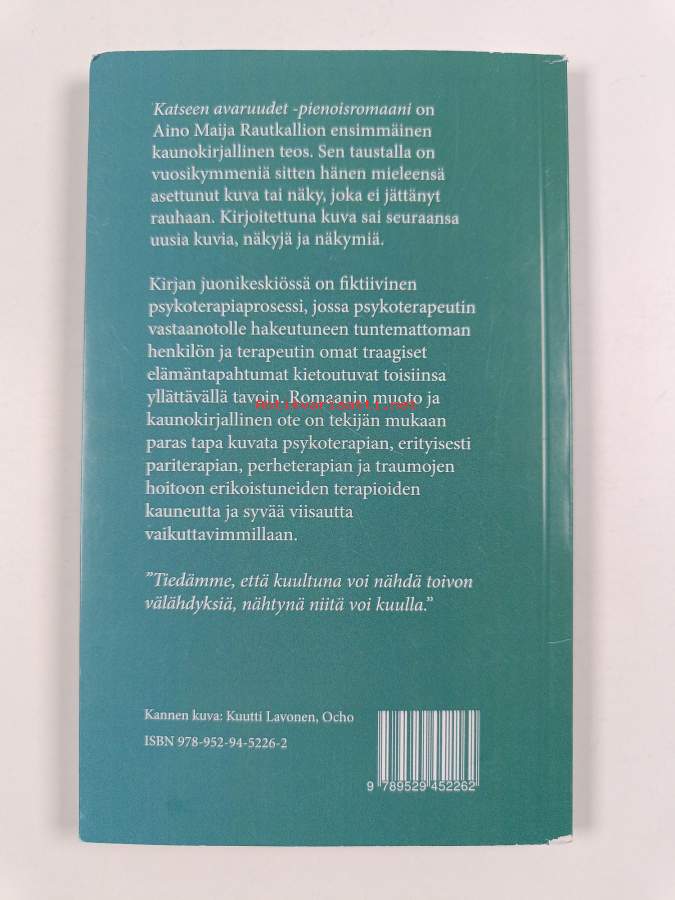 Katseen avaruudet -pienoisromaani on
Aino Maija Rautkallion ensimmäinen
kaunokirjallinen teos. Sen taustalla on
vuosikymmeniä sitten hänen mieleensä
asettunut kuva tai näky, joka ei jättänyt
rauhaan. Kirjoitettuna kuva sai seuraansa
uusia kuvia, näkyjä ja näkymiä.
Kirjan juonikeskiössä on fiktiivinen
psykoterapiaprosessi, jossa psykoterapeutin
vastaanotolle hakeutuneen tuntemattoman
henkilön ja terapeutin omat traagiset
elämäntapahtumat kietoutuvat toisiinsa
yllättävällä tavoin. Romaanin muoto ja
Antikvariaatti.net
kaunokirjallinen ote on tekijän mukaan
paras tapa kuvata psykoterapian, erityisesti
pariterapian, perheterapian ja traumojen
hoitoon erikoistuneiden terapioiden
kauneutta ja syvää viisautta
vaikuttavimmillaan.
”Tiedämme, että kuultuna voi nähdä toivon
välähdyksiä, nähtynä niitä voi kuulla.”
Kannen kuva: Kuutti Lavonen, Ocho
ISBN 978-952-94-5226-2
9 789529 452262